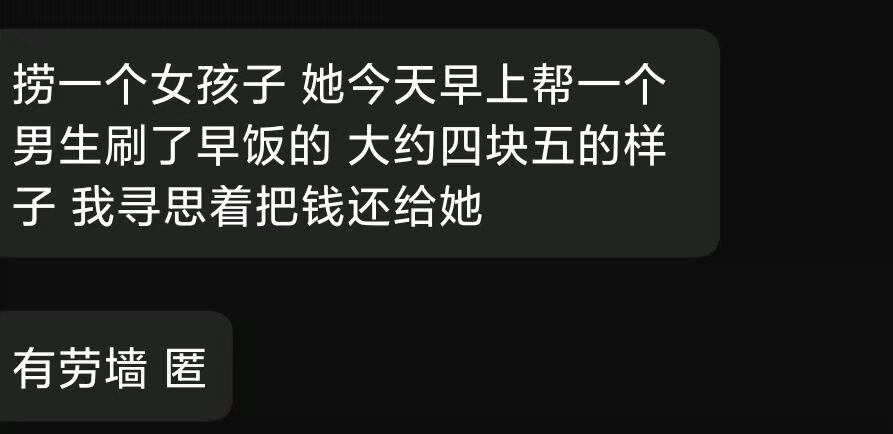 捞一个女孩子 她今天早上帮一个
男生刷了早饭的 大约四块五的样
子 我寻思着把钱还给她
有劳墙 匿